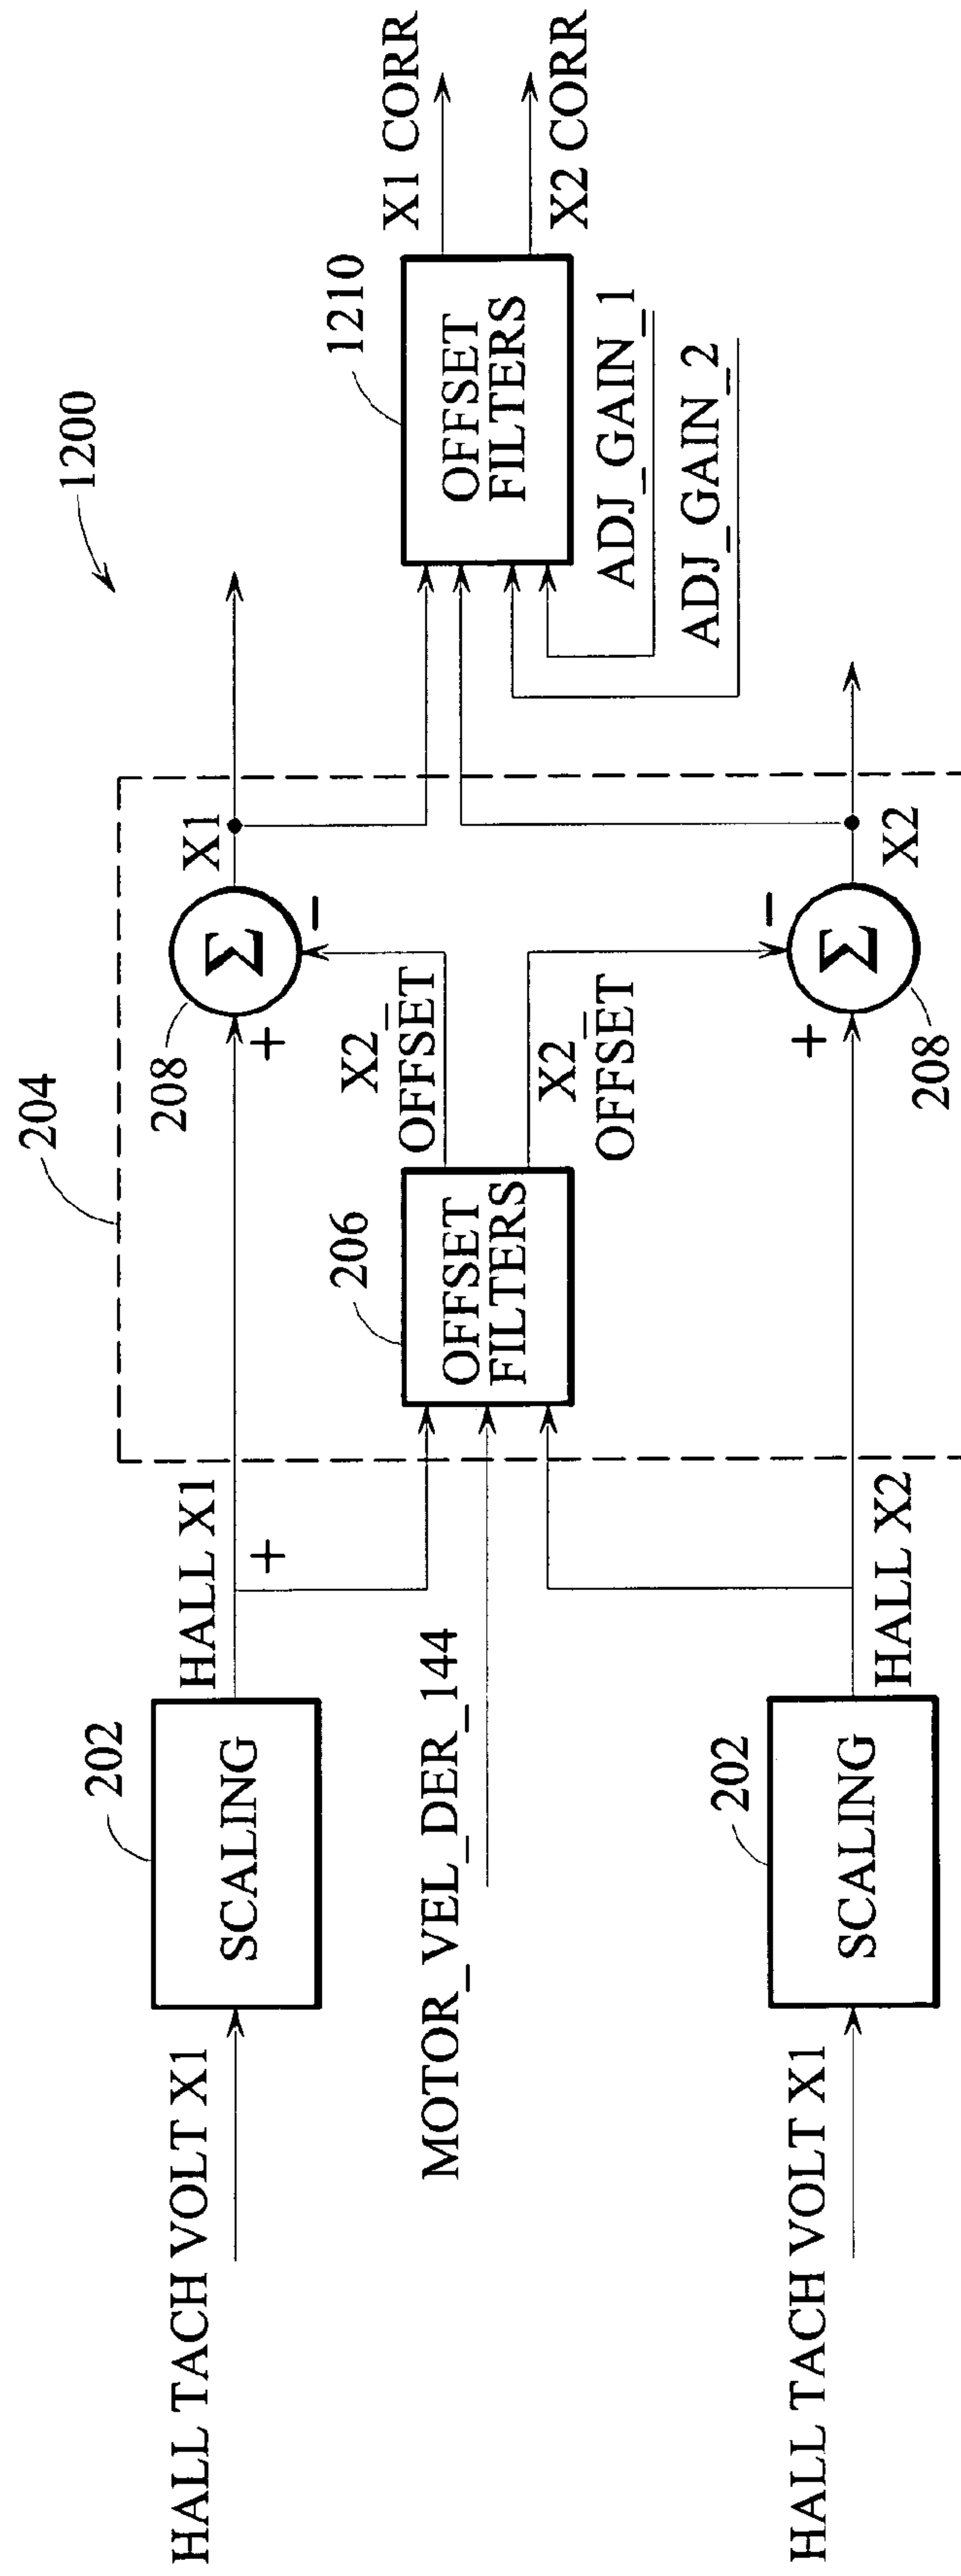 1200
204
HALL TACH VOLT X1
202
SCALING
HALL X1
+
208
+
Σ
−
X1
MOTOR_VEL_DER_144
206
OFFSET
FILTERS
X2_
OFFSET
X2_
OFFSET
1210
OFFSET
FILTERS
X1 CORR
X2 CORR
ADJ_GAIN_1
ADJ_GAIN_2
HALL TACH VOLT X1
202
SCALING
HALL X2
+
Σ
−
208
X2